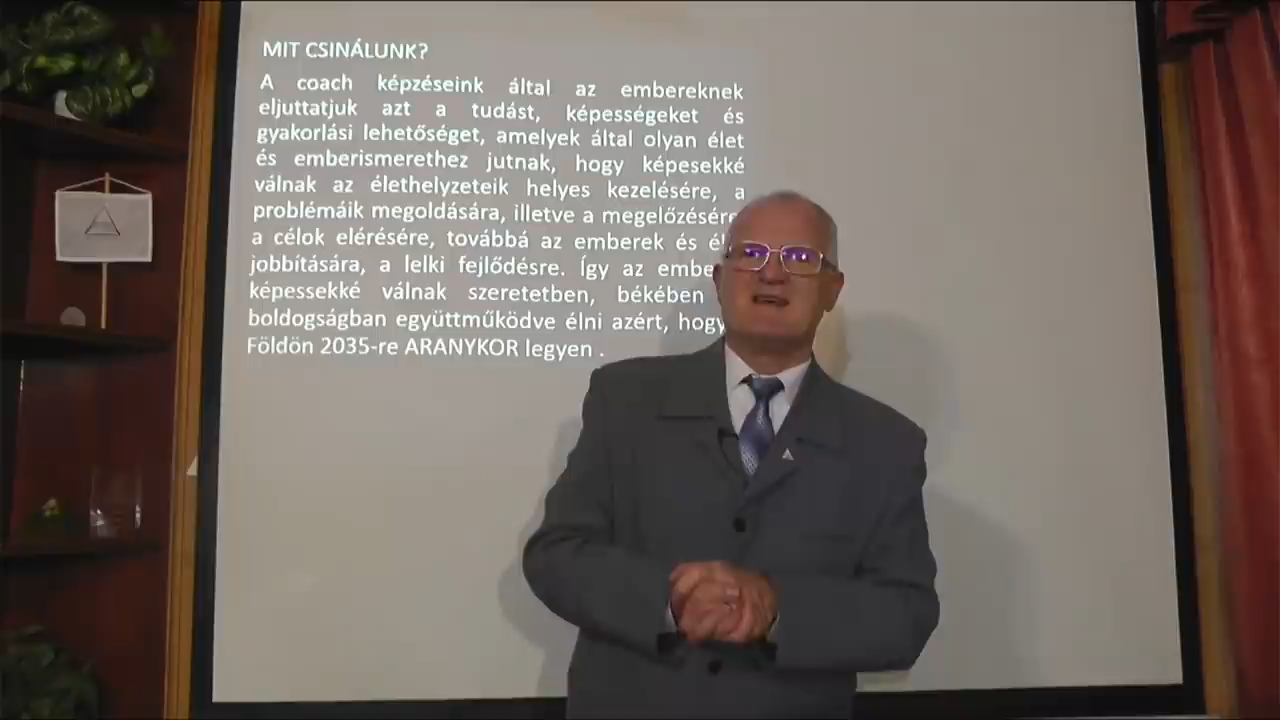 MIT CSINÁLUNK?
A coach képzéseink által az embereknek
eljuttatjuk azt a tudást, képességeket és
gyakorlási lehetőséget, amelyek által olyan élet
és emberismerethez jutnak, hogy képesekké
válnak az élethelyzeteik helyes kezelésére, a
problémáik megoldására, illetve a megelőzésére
a célok elérésére, továbbá az emberek és
jobbítására, a lelki fejlődésre. Így az
képessekké válnak szeretetben, békében
boldogságban együttműködve élni azért, hogy
Földön 2035-re ARANYKOR legyen .